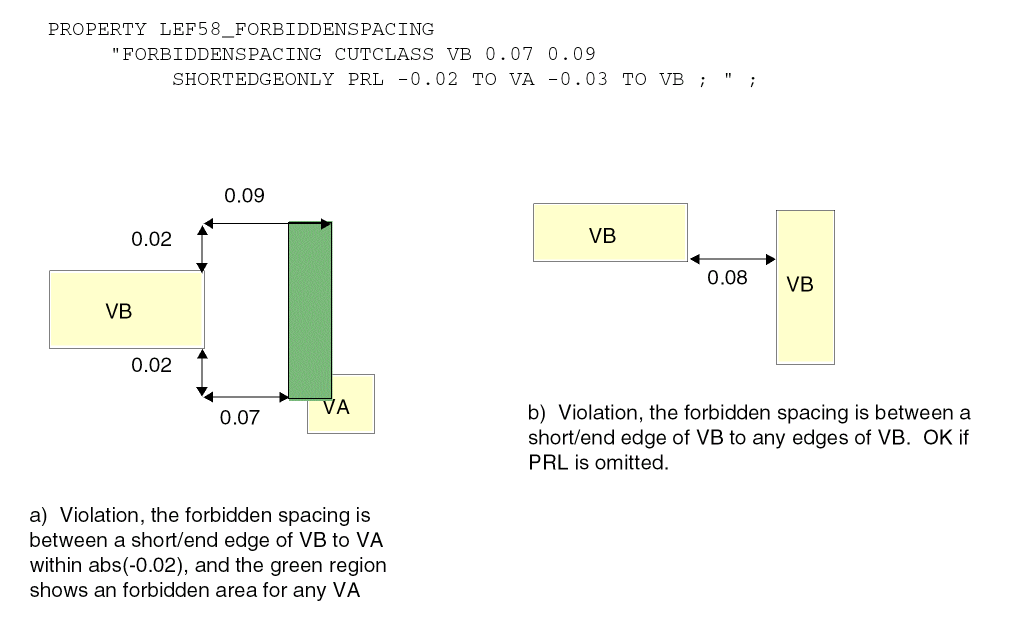 PROPERTY LEF58_FORBIDDENSPACING
"FORBIDDENSPACING CUTCLASS VB 0.07 0.09
SHORTEDGEONLY PRL -0.02 TO VA -0.03 TO VB ; " ;
0.09
0.02
VB
0.02
0.07
VA
VB
0.08
VB
b) Violation, the forbidden spacing is between a
short/end edge of VB to any edges of VB. OK if
PRL is omitted.
a) Violation, the forbidden spacing is
between a short/end edge of VB to VA
within abs(-0.02), and the green region
shows an forbidden area for any VA